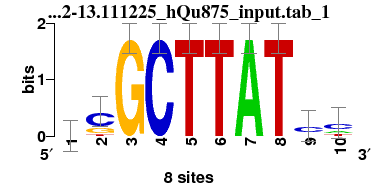 ...2-13.111225_hQu875_input.tab_1
2
bits
1
0
GCTTAT
C
G
C
C
1 2 3 4 5 6 7 8 9 10
5′ 3′
8 sites